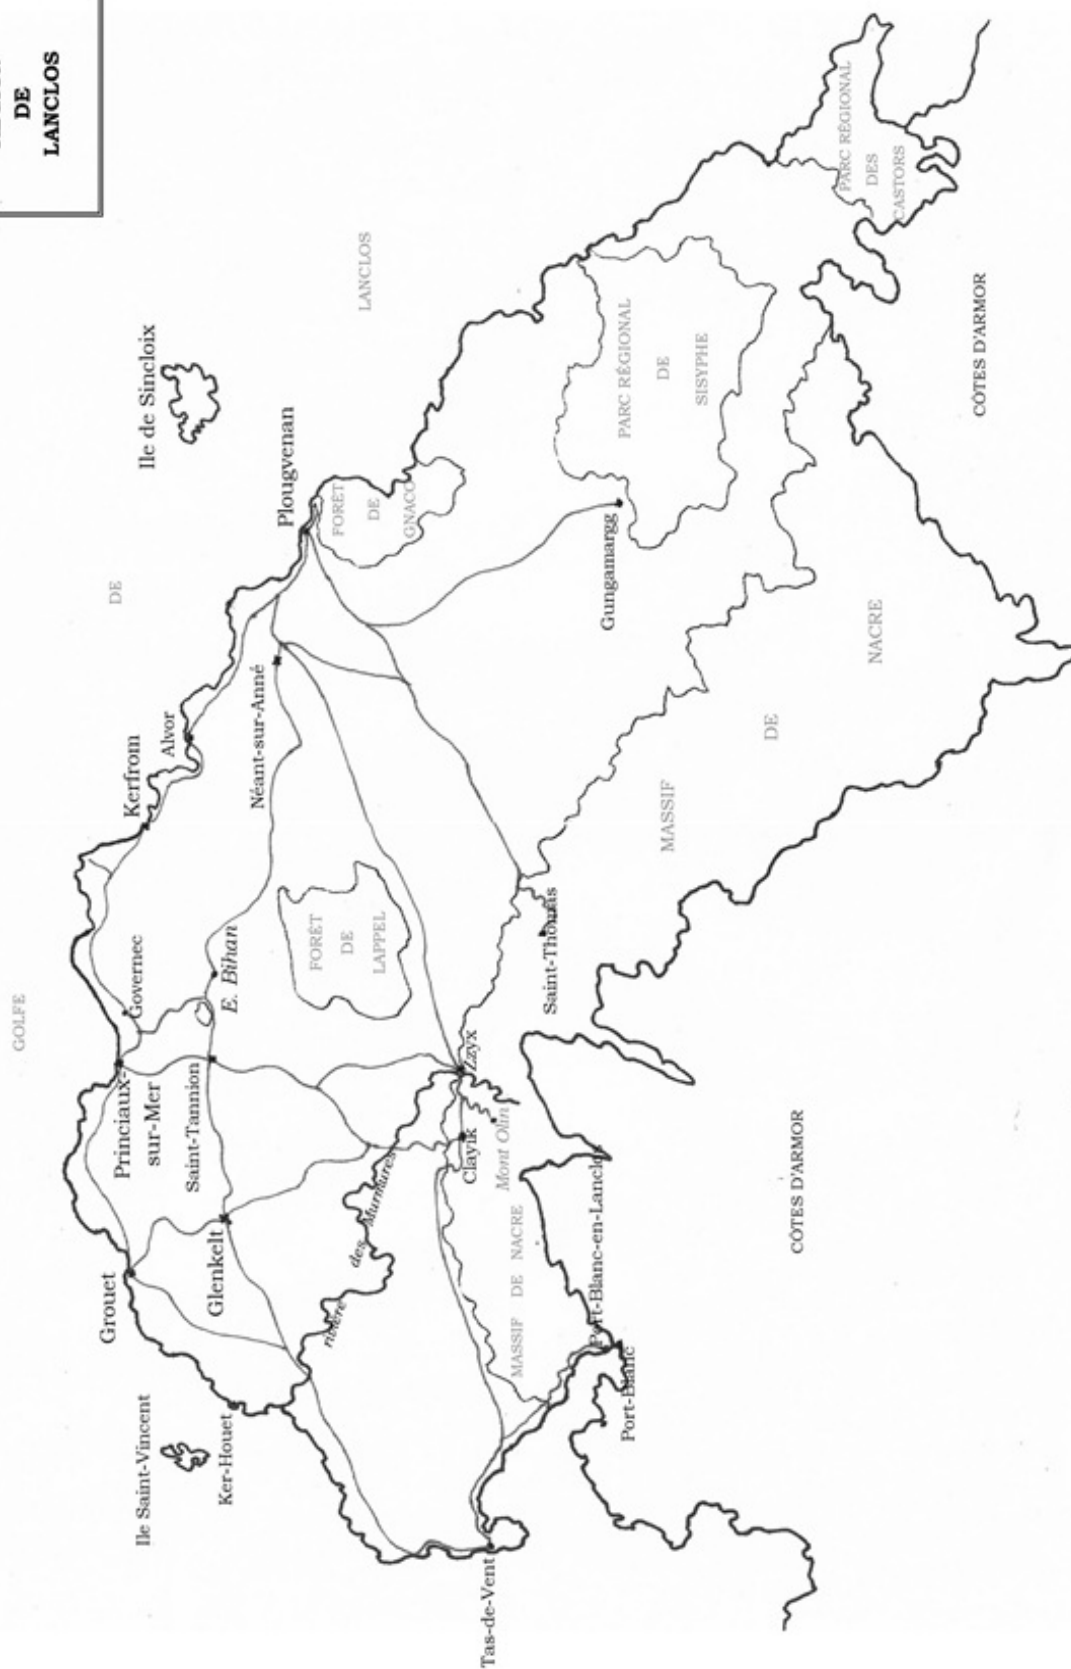 DE
LANCLOS
GOLFE
DE
LANCLOS
Ile Saint-Vincent
Ker-Houet
Grouet
Glenkelt
Princiaux-
sur-Mer
Saint-Tannion
Governec
E. Bihan
Kerfrom
Alvor
Néant-sur-Anné
Plougvenan
Ile de Sincloix
FORÊT
DE
GNACO
FORÊT
DE
LAPPEL
rivière
des
Murmures
Tas-de-Vent
Clayik
Zzyx
Mont Olin
Saint-Thomas
Gungamargg
PARC RÉGIONAL
DE
SISYPHE
PARC RÉGIONAL
DES
CASTORS
MASSIF DE NACRE
Port-Blanc-en-Lanclos
Port-Blanc
MASSIF
DE
NACRE
CÔTES D'ARMOR
CÔTES D'ARMOR